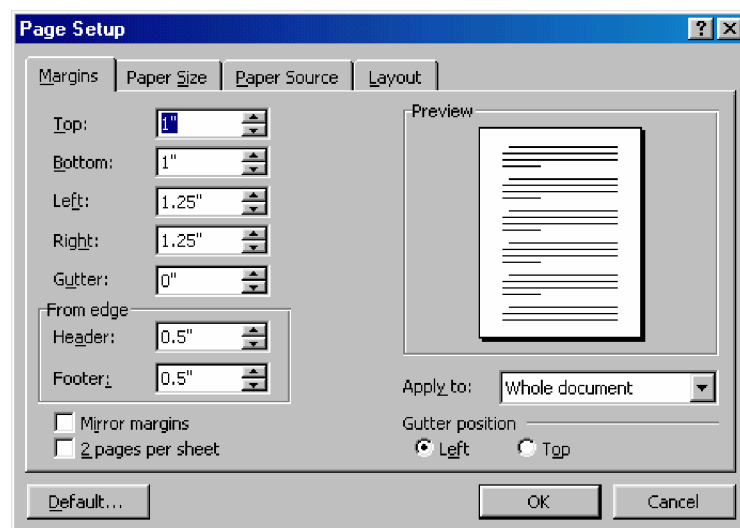 Page Setup
Margins Paper Size Paper Source Layout
Top: 1"
Bottom: 1"
Left: 1.25"
Right: 1.25"
Gutter: 0"
From edge
Header: 0.5"
Footer: 0.5"
Mirror margins
2 pages per sheet
Preview
Apply to: Whole document
Gutter position
Left Top
Default... OK Cancel